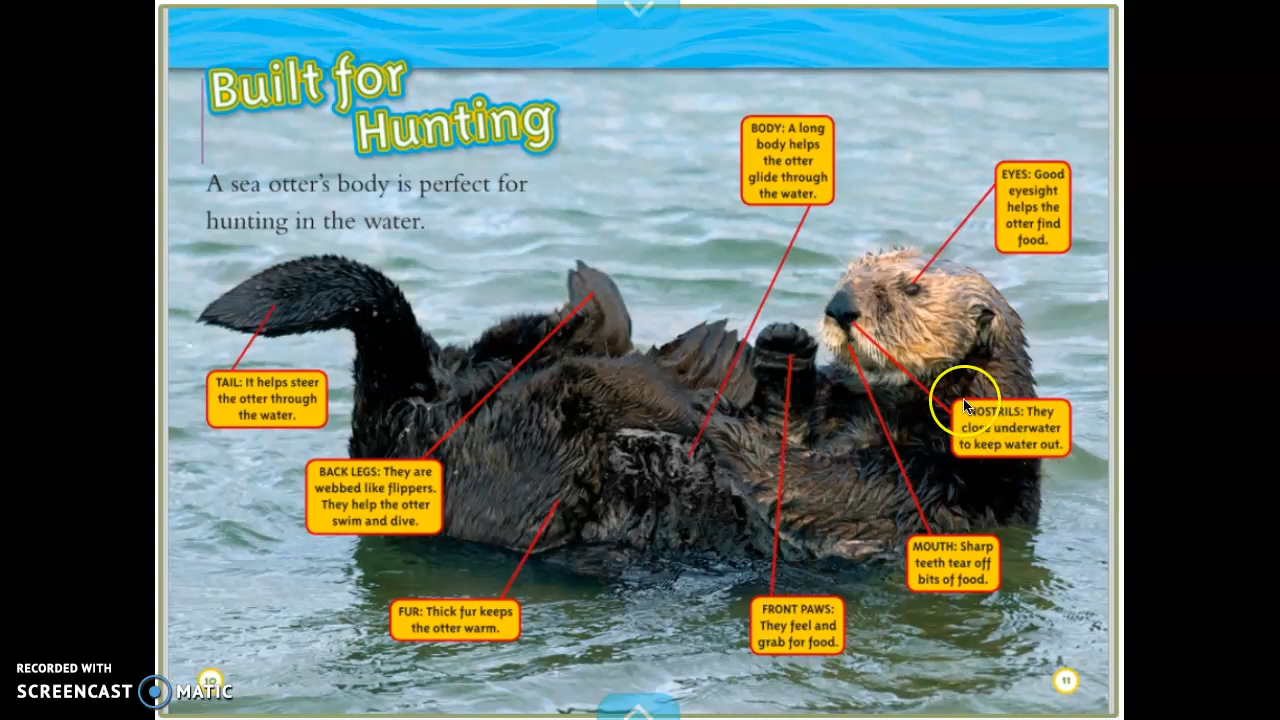 Built for
Hunting
A sea otter's body is perfect for
hunting in the water.
BODY: A long
body helps
the otter
glide through
the water.
EYES: Good
eyesight
helps the
otter find
food.
TAIL: It helps steer
the otter through
the water.
NOSTRILS: They
close underwater
to keep water out.
BACK LEGS: They are
webbed like flippers.
They help the otter
swim and dive.
MOUTH: Sharp
teeth tear off
bits of food.
FUR: Thick fur keeps
the otter warm.
FRONT PAWS:
They feel and
grab for food.
10
11
RECORDED WITH
SCREENCAST MATIC